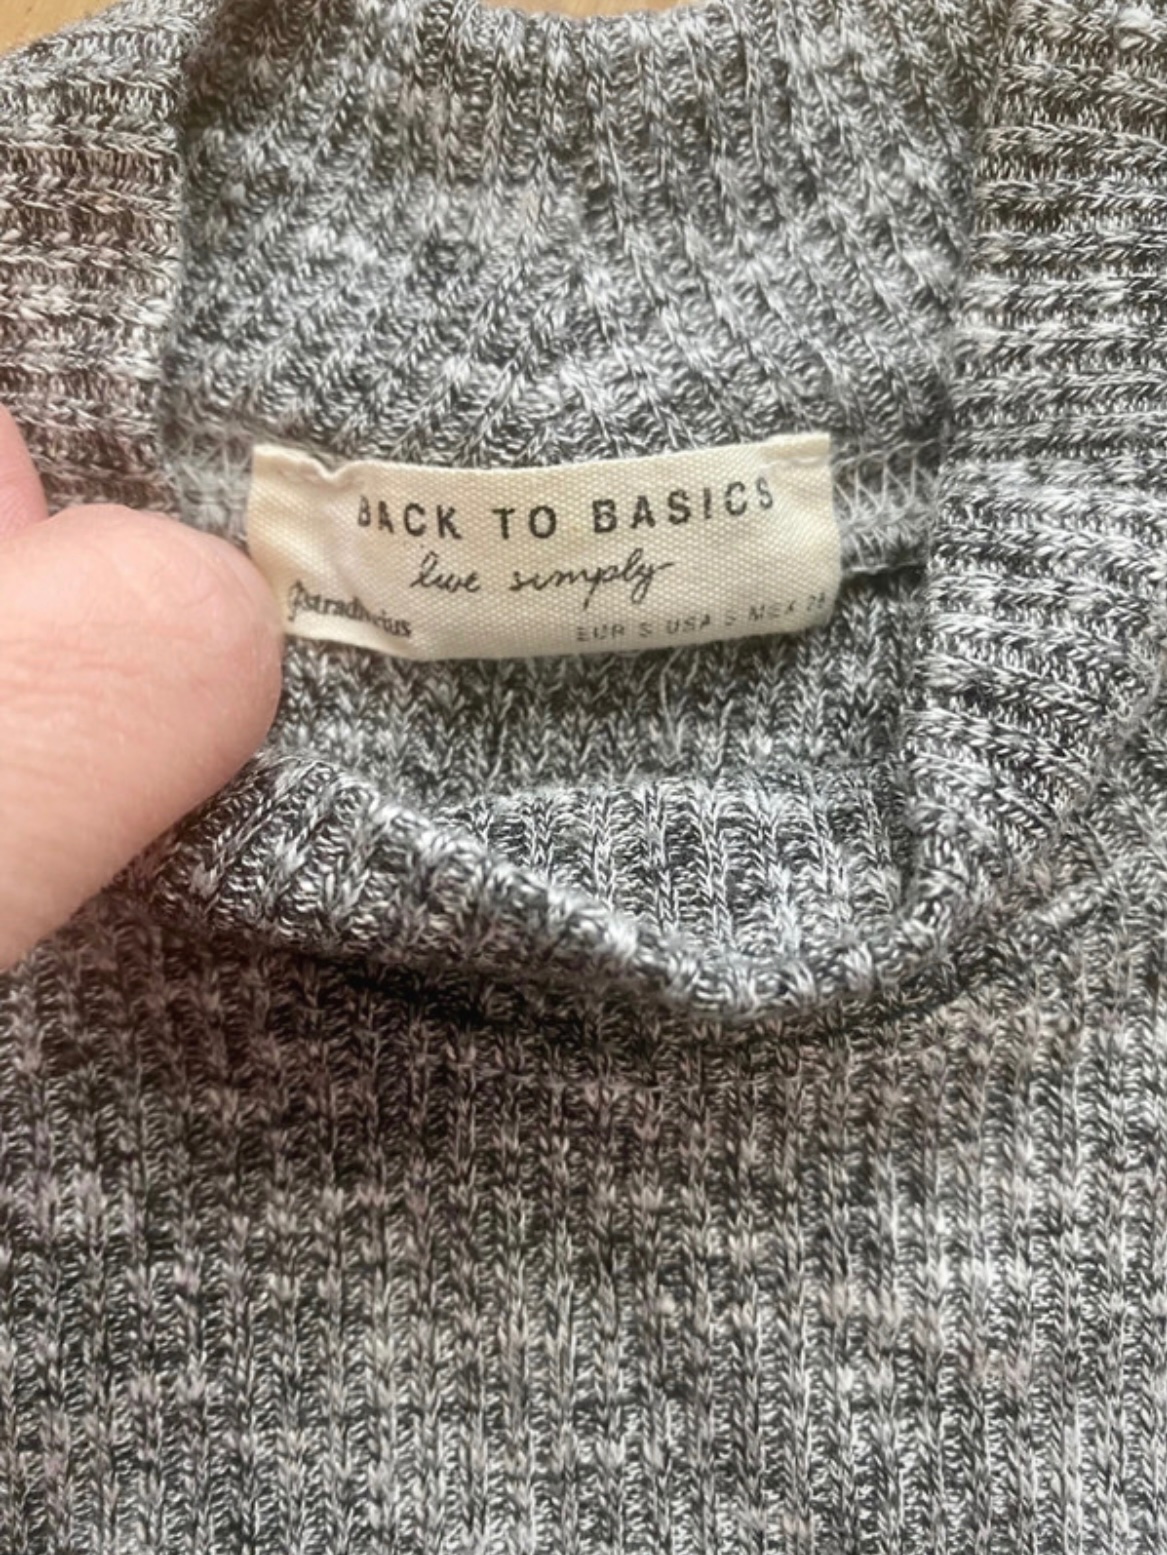 BACK TO BASICS
live simply
Stradivarius
EUR S USA S MEX 26